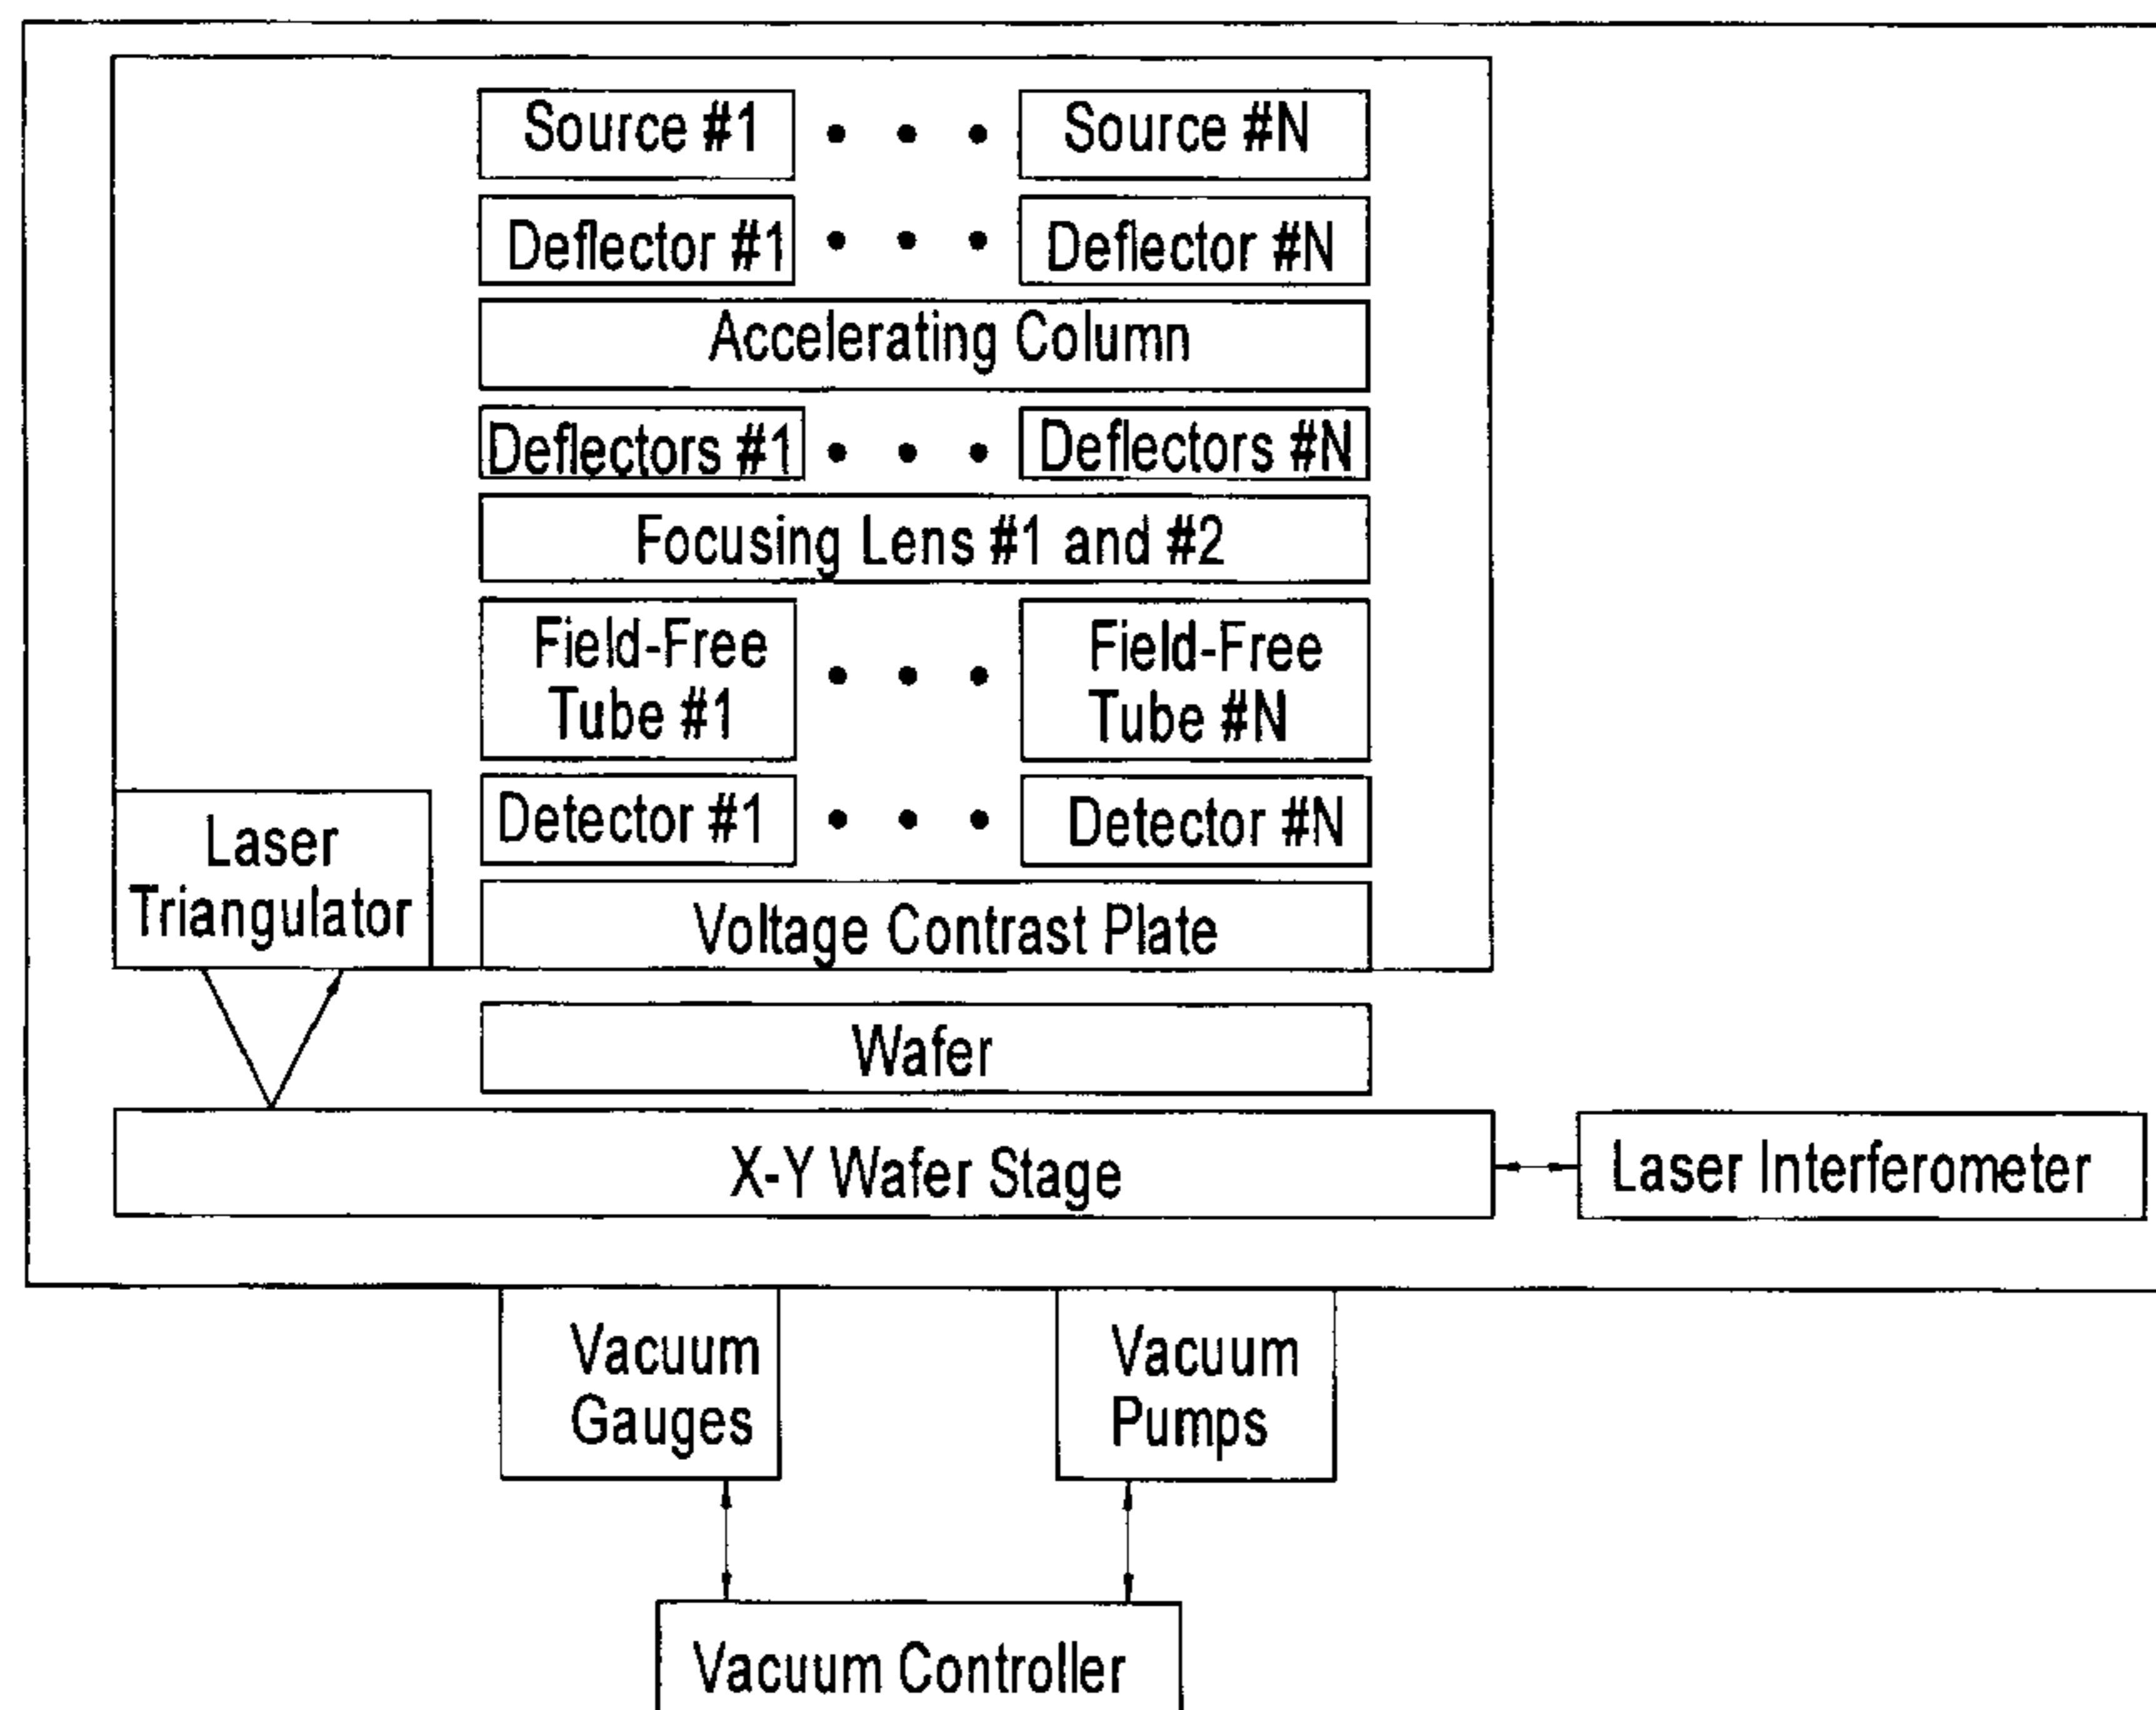 Source #1 Source #N
Deflector #1 Deflector #N
Accelerating Column
Deflectors #1 Deflectors #N
Focusing Lens #1 and #2
Field-Free
Tube #1
Field-Free
Tube #N
Detector #1 Detector #N
Laser
Triangulator
Voltage Contrast Plate
Wafer
X-Y Wafer Stage
Laser Interferometer
Vacuum
Gauges
Vacuum
Pumps
Vacuum Controller